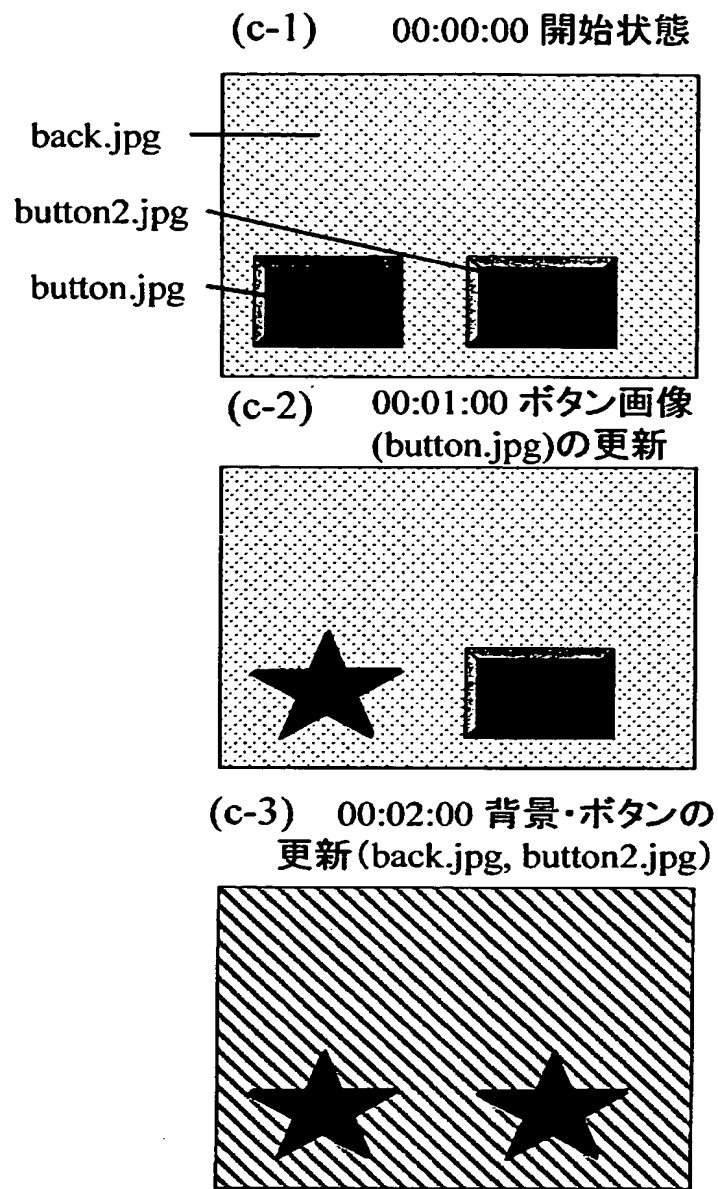 (c-1) 00:00:00 開始状態
back.jpg
button2.jpg
button.jpg
(c-2) 00:01:00 ボタン画像
(button.jpg)の更新
(c-3) 00:02:00 背景・ボタンの
更新(back.jpg, button2.jpg)